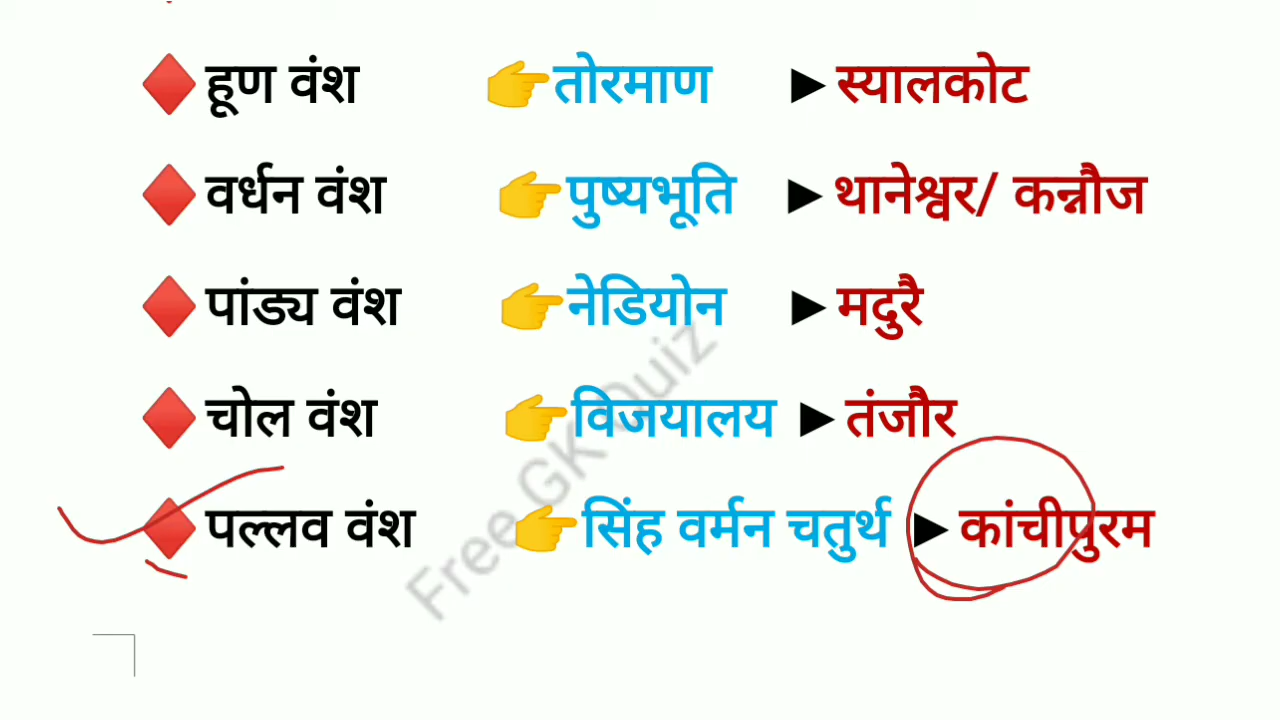 हूण वंश 👉तोरमाण ►स्यालकोट
वर्धन वंश 👉पुष्यभूति ►थानेश्वर/ कन्नौज
पांड्य वंश 👉नेडियोन ►मदुरै
चोल वंश 👉विजयालय ►तंजौर
पल्लव वंश 👉सिंह वर्मन चतुर्थ ►कांचीपुरम
Free GK Quiz